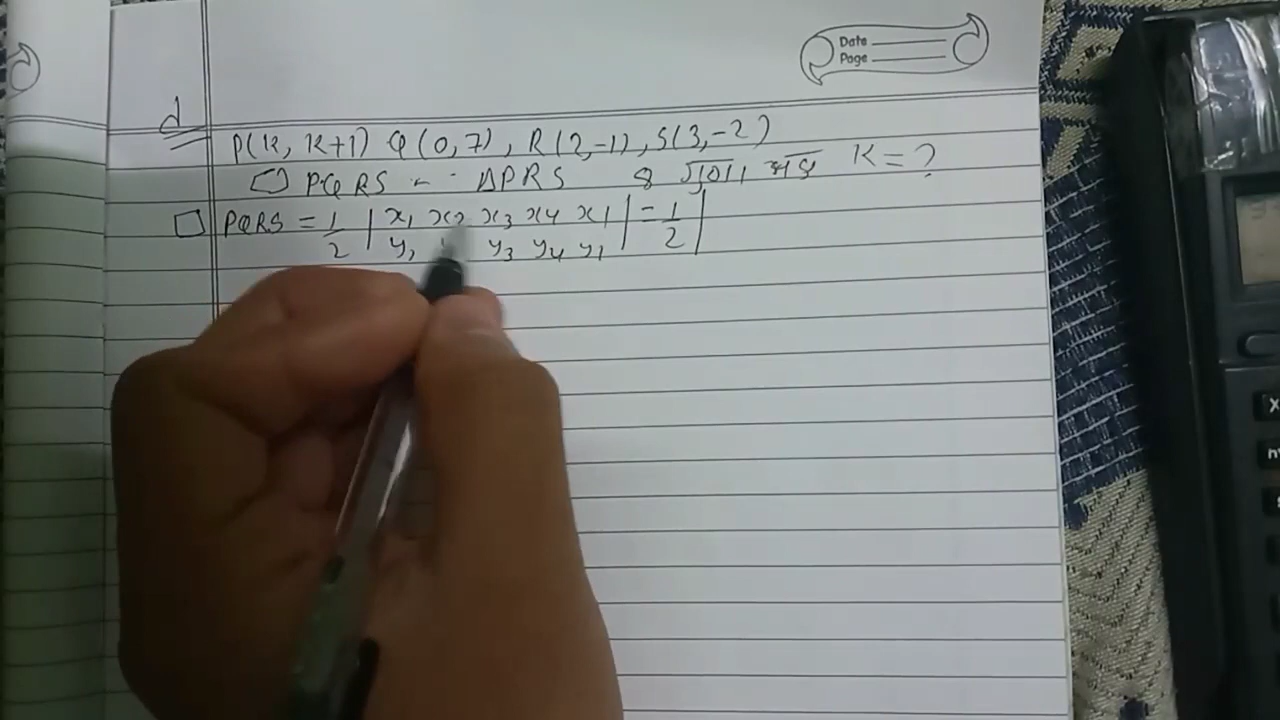 Date
Page
d
P(K, K+1) Q(0,7), R(2,-1), S(3,-2)
▱ PQRS ΔPRS K = ?
□ PQRS = 1/2 | x₁ x₂ x₃ x₄ x₁ | = 1/2 |
y₁ y₃ y₄ y₁